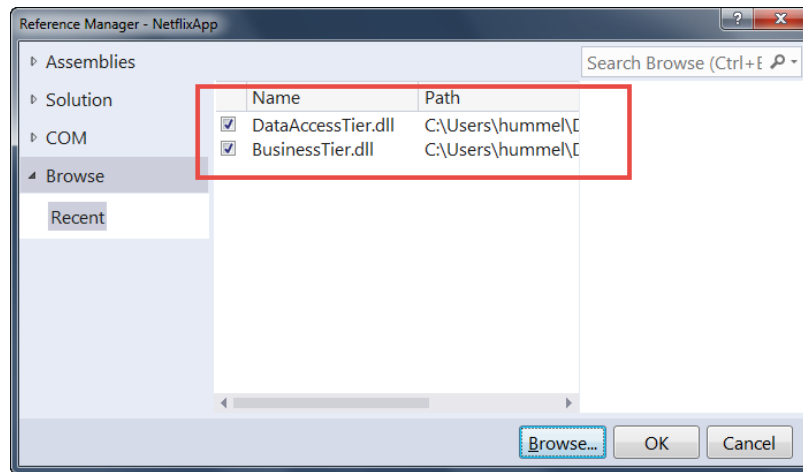 Reference Manager - NetflixApp
Assemblies
Solution
COM
Browse
Recent
Name Path
DataAccessTier.dll C:\Users\hummel\D
BusinessTier.dll C:\Users\hummel\D
Search Browse (Ctrl+E
Browse... OK Cancel